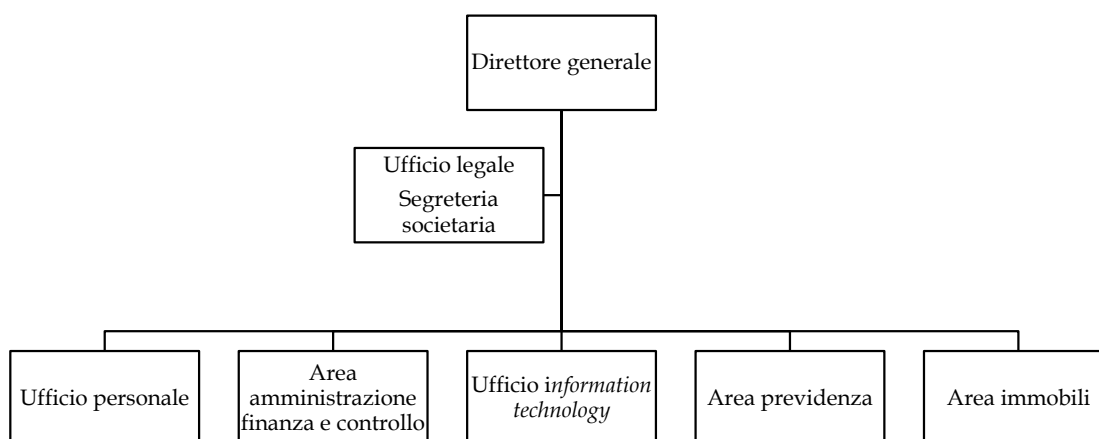 Direttore generale
Ufficio legale
Segreteria
societaria
Ufficio personale
Area
amministrazione
finanza e controllo
Ufficio information
technology
Area previdenza
Area immobili